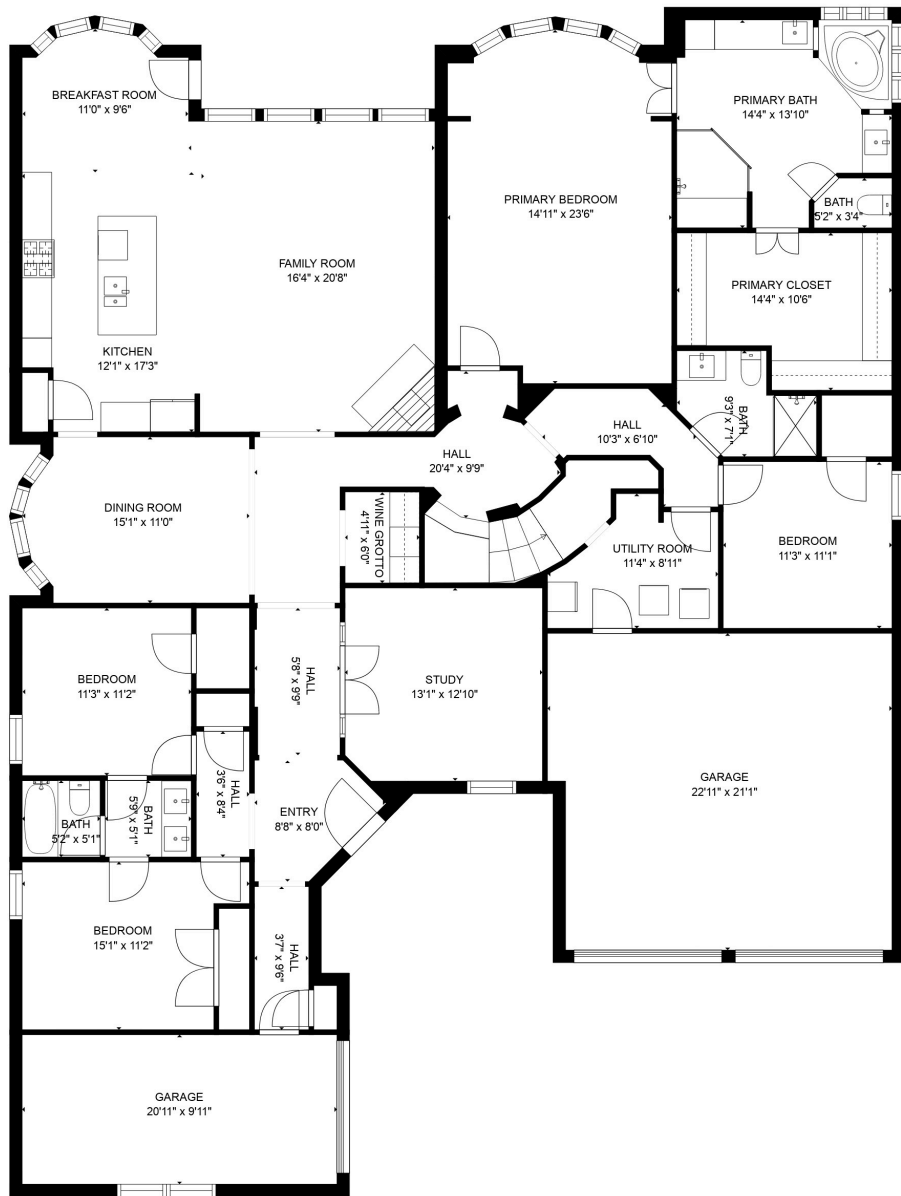 BREAKFAST ROOM
11'0" x 9'6"
PRIMARY BATH
14'4" x 13'10"
PRIMARY BEDROOM
14'11" x 23'6"
BATH
5'2" x 3'4"
FAMILY ROOM
16'4" x 20'8"
PRIMARY CLOSET
14'4" x 10'6"
KITCHEN
12'1" x 17'3"
BATH
9'3" x 7'1"
HALL
10'3" x 6'10"
HALL
20'4" x 9'9"
DINING ROOM
15'1" x 11'0"
WINE GROTTO
4'11" x 6'0"
UTILITY ROOM
11'4" x 8'11"
BEDROOM
11'3" x 11'1"
BEDROOM
11'3" x 11'2"
HALL
5'8" x 9'9"
STUDY
13'1" x 12'10"
HALL
3'6" x 8'4"
GARAGE
22'11" x 21'1"
ENTRY
8'8" x 8'0"
BATH
5'2" x 5'1"
BATH
5'9" x 5'1"
BEDROOM
15'1" x 11'2"
HALL
3'7" x 9'6"
GARAGE
20'11" x 9'11"